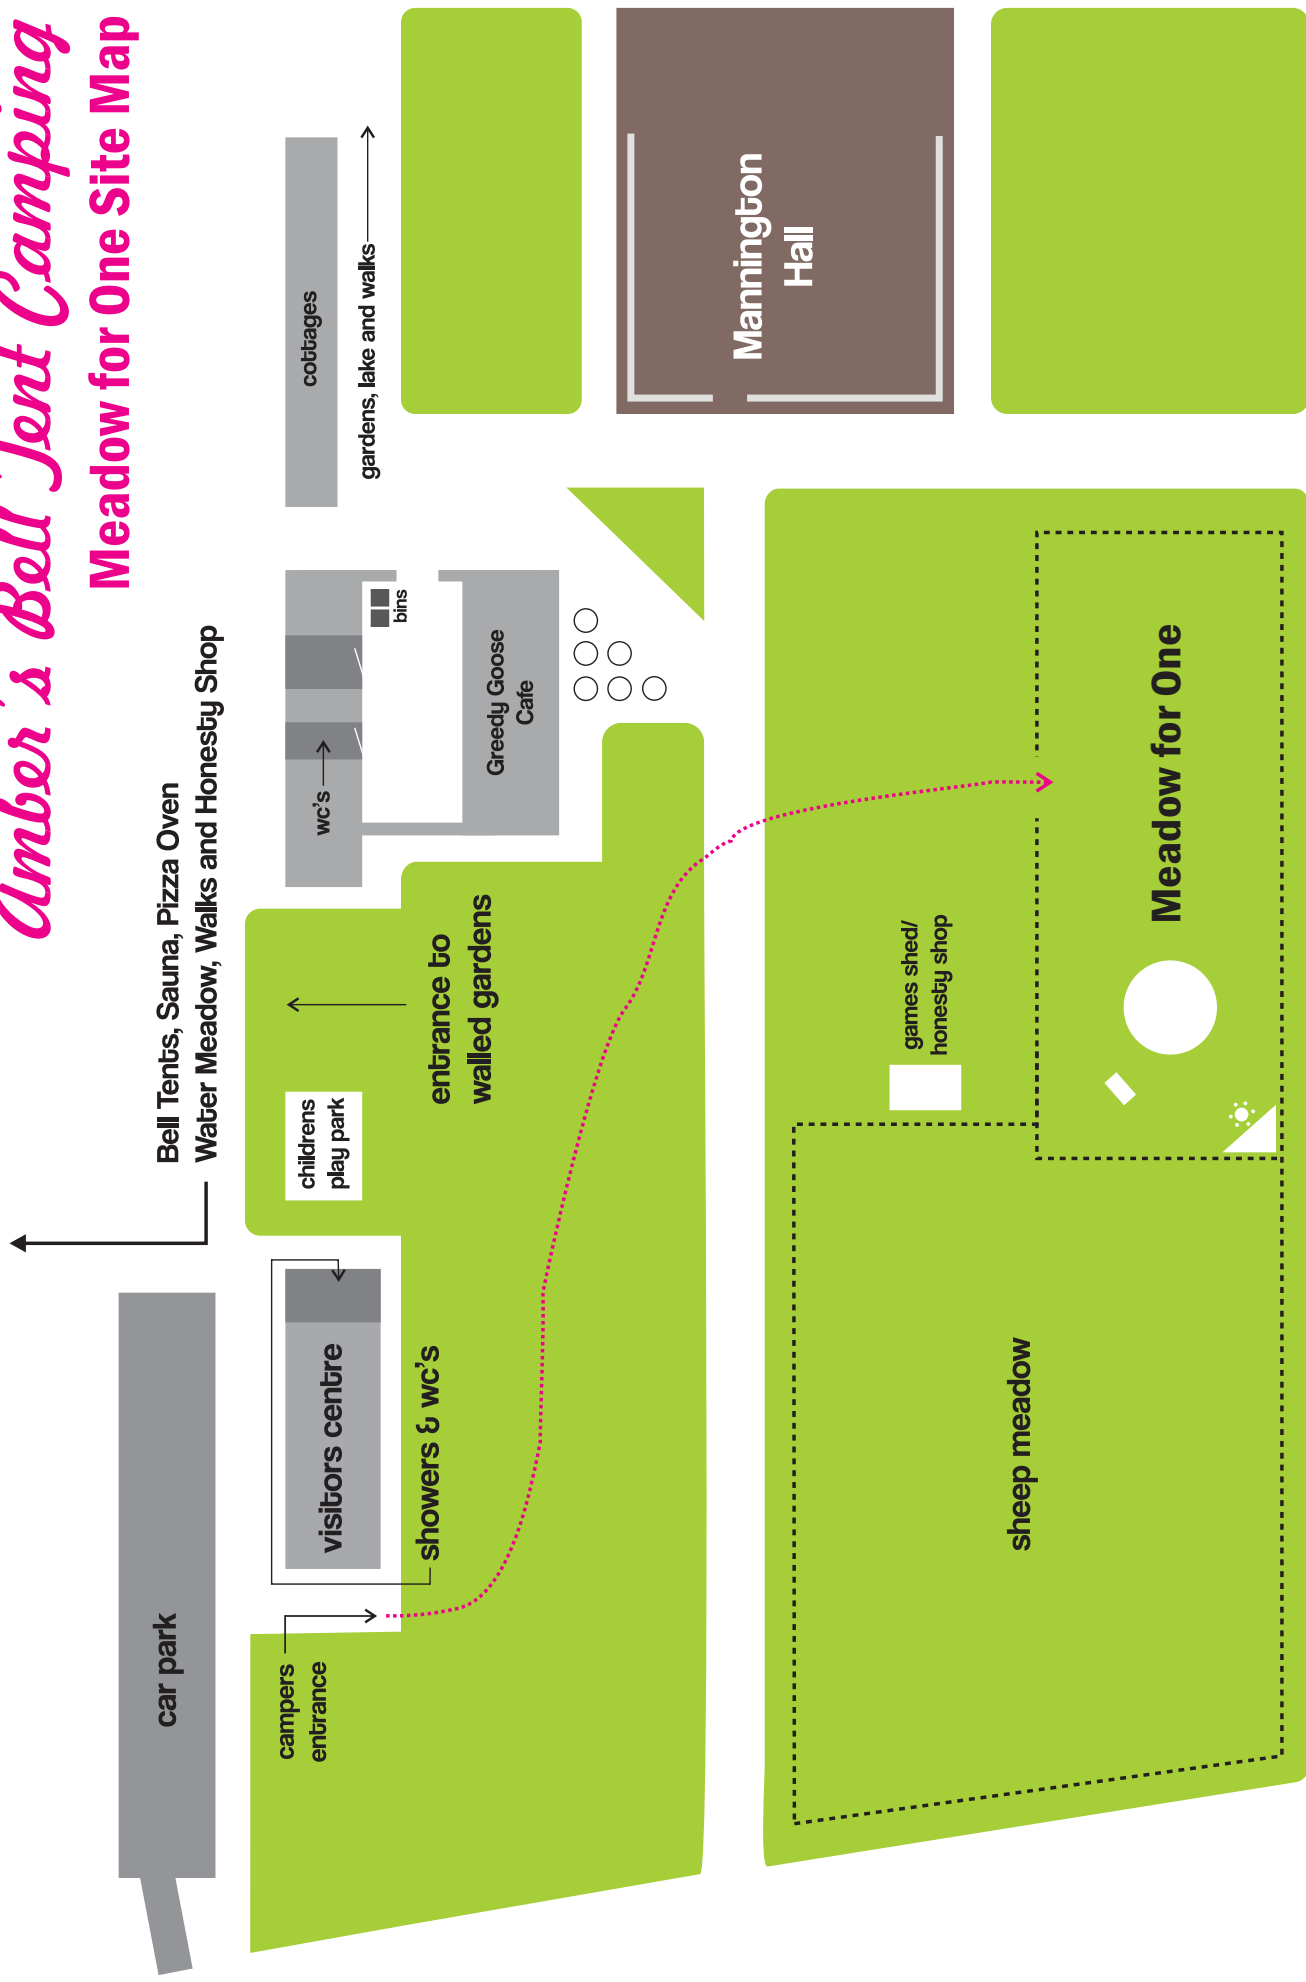 Amber's Bell Tent Camping
Meadow for One Site Map
Bell Tents, Sauna, Pizza Oven
Water Meadow, Walks and Honesty Shop
car park
campers
entrance
visitors centre
showers & wc's
childrens
play park
entrance to
walled gardens
wc's
bins
Greedy Goose
Cafe
cottages
gardens, lake and walks
Mannington
Hall
games shed/
honesty shop
Meadow for One
sheep meadow